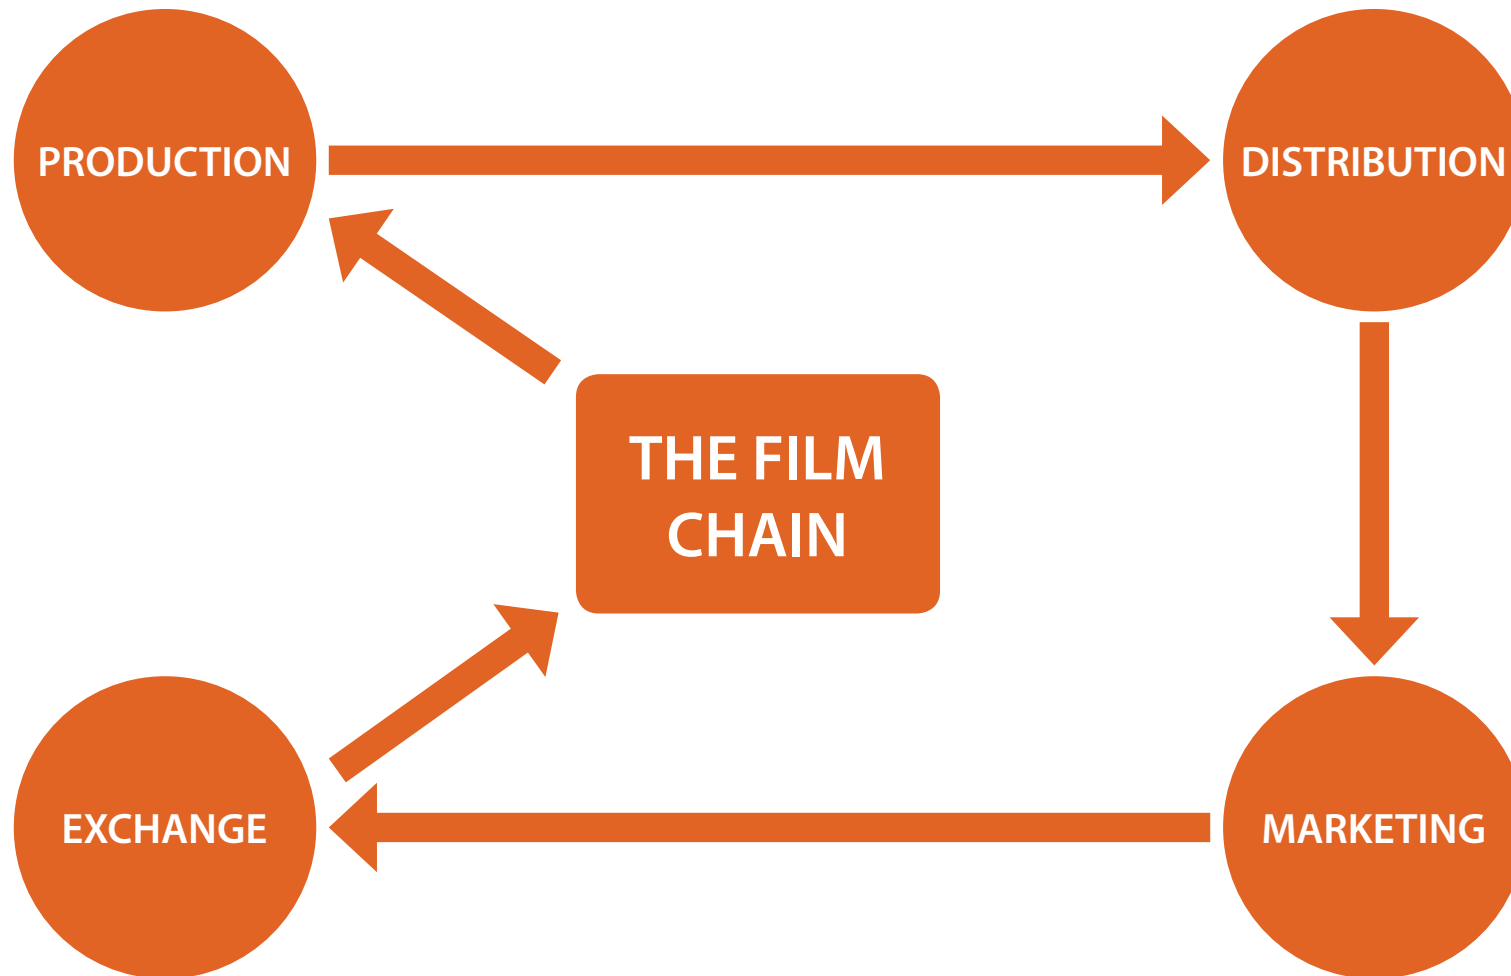 PRODUCTION
DISTRIBUTION
THE FILM
CHAIN
EXCHANGE
MARKETING